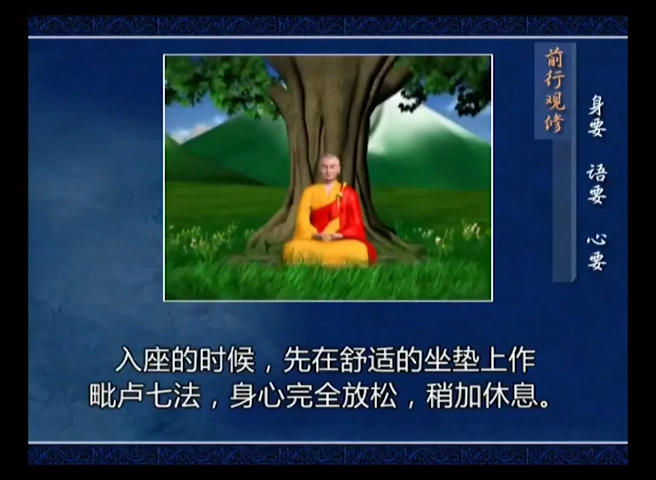 前行观修
身要 语要 心要
入座的时候，先在舒适的坐垫上作
毗卢七法，身心完全放松，稍加休息。